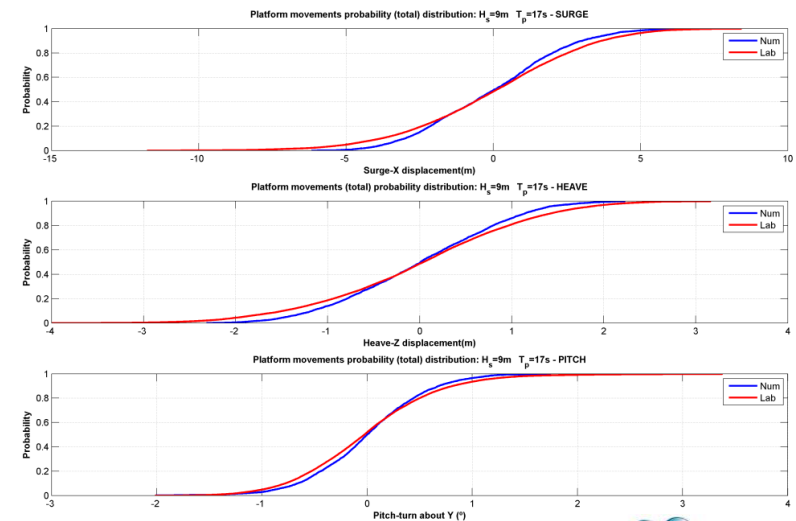 Platform movements probability (total) distribution: Hs=9m Tp=17s - SURGE
Probability
1
0.8
0.6
0.4
0.2
0
-15 -10 -5 0 5 10
Surge-X displacement(m)
Num
Lab
Platform movements (total) probability distribution: Hs=9m Tp=17s - HEAVE
Probability
1
0.8
0.6
0.4
0.2
0
-4 -3 -2 -1 0 1 2 3 4
Heave-Z displacement(m)
Num
Lab
Platform movements probability (total) distribution: Hs=9m Tp=17s - PITCH
Probability
1
0.8
0.6
0.4
0.2
0
-3 -2 -1 0 1 2 3 4
Pitch-turn about Y (º)
Num
Lab